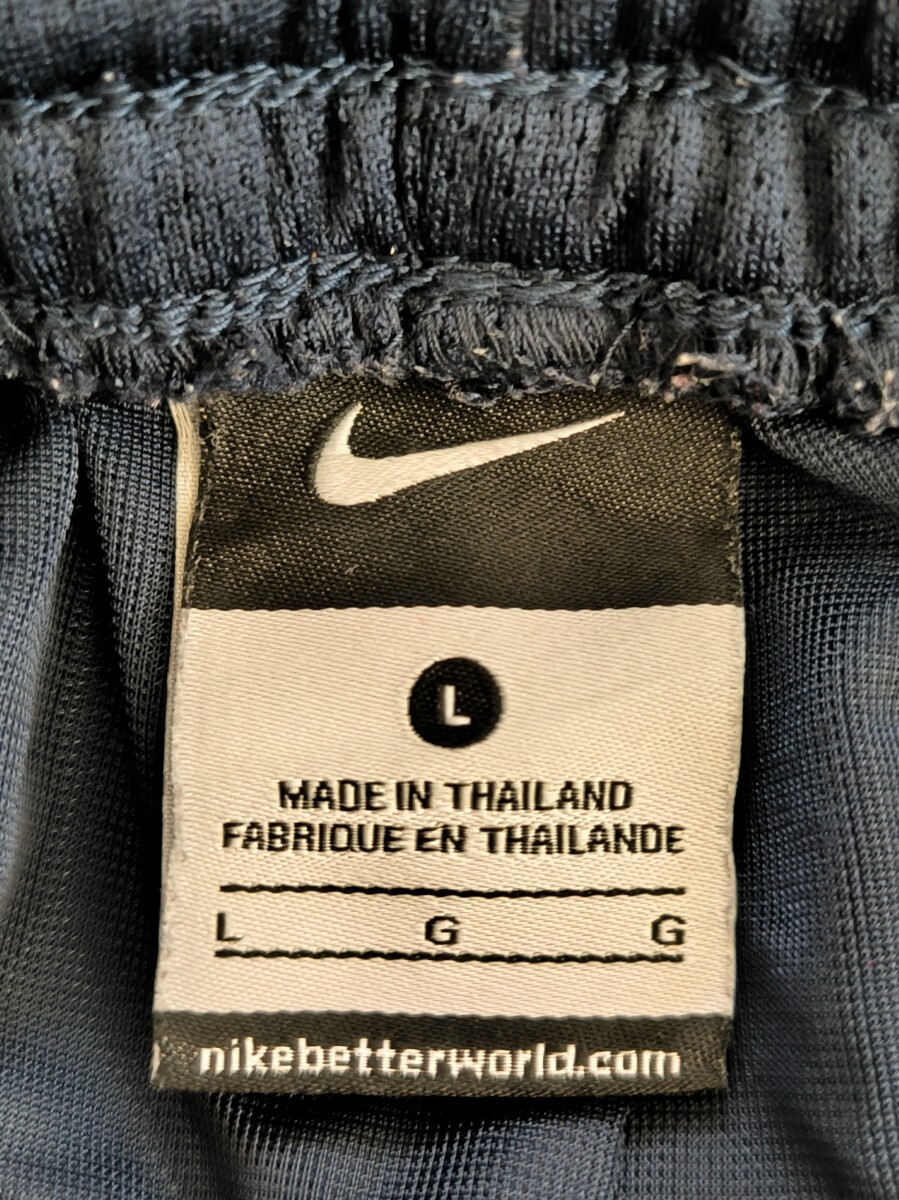 L
MADE IN THAILAND
FABRIQUE EN THAILANDE
L G G
nikebetterworld.com